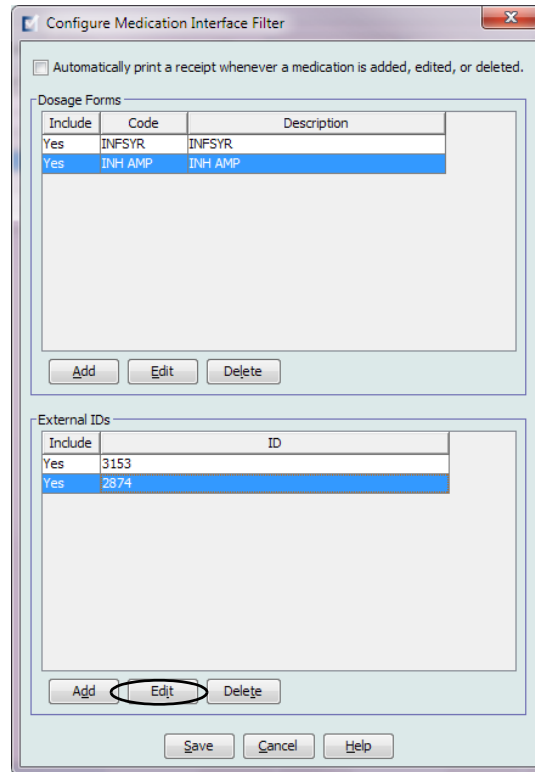 Configure Medication Interface Filter
x
Automatically print a receipt whenever a medication is added, edited, or deleted.
Dosage Forms
Include Code Description
Yes INFSYR INFSYR
Yes INH AMP INH AMP
Add Edit Delete
External IDs
Include ID
Yes 3153
Yes 2874
Add Edit Delete
Save Cancel Help